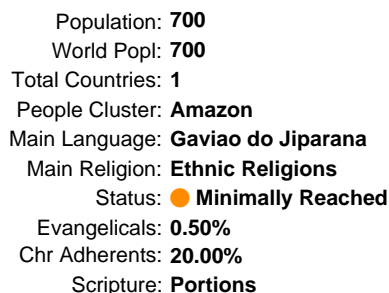 Population: 700
World Popl: 700
Total Countries: 1
People Cluster: Amazon
Main Language: Gaviao do Jiparana
Main Religion: Ethnic Religions
Status: Minimally Reached
Evangelicals: 0.50%
Chr Adherents: 20.00%
Scripture: Portions